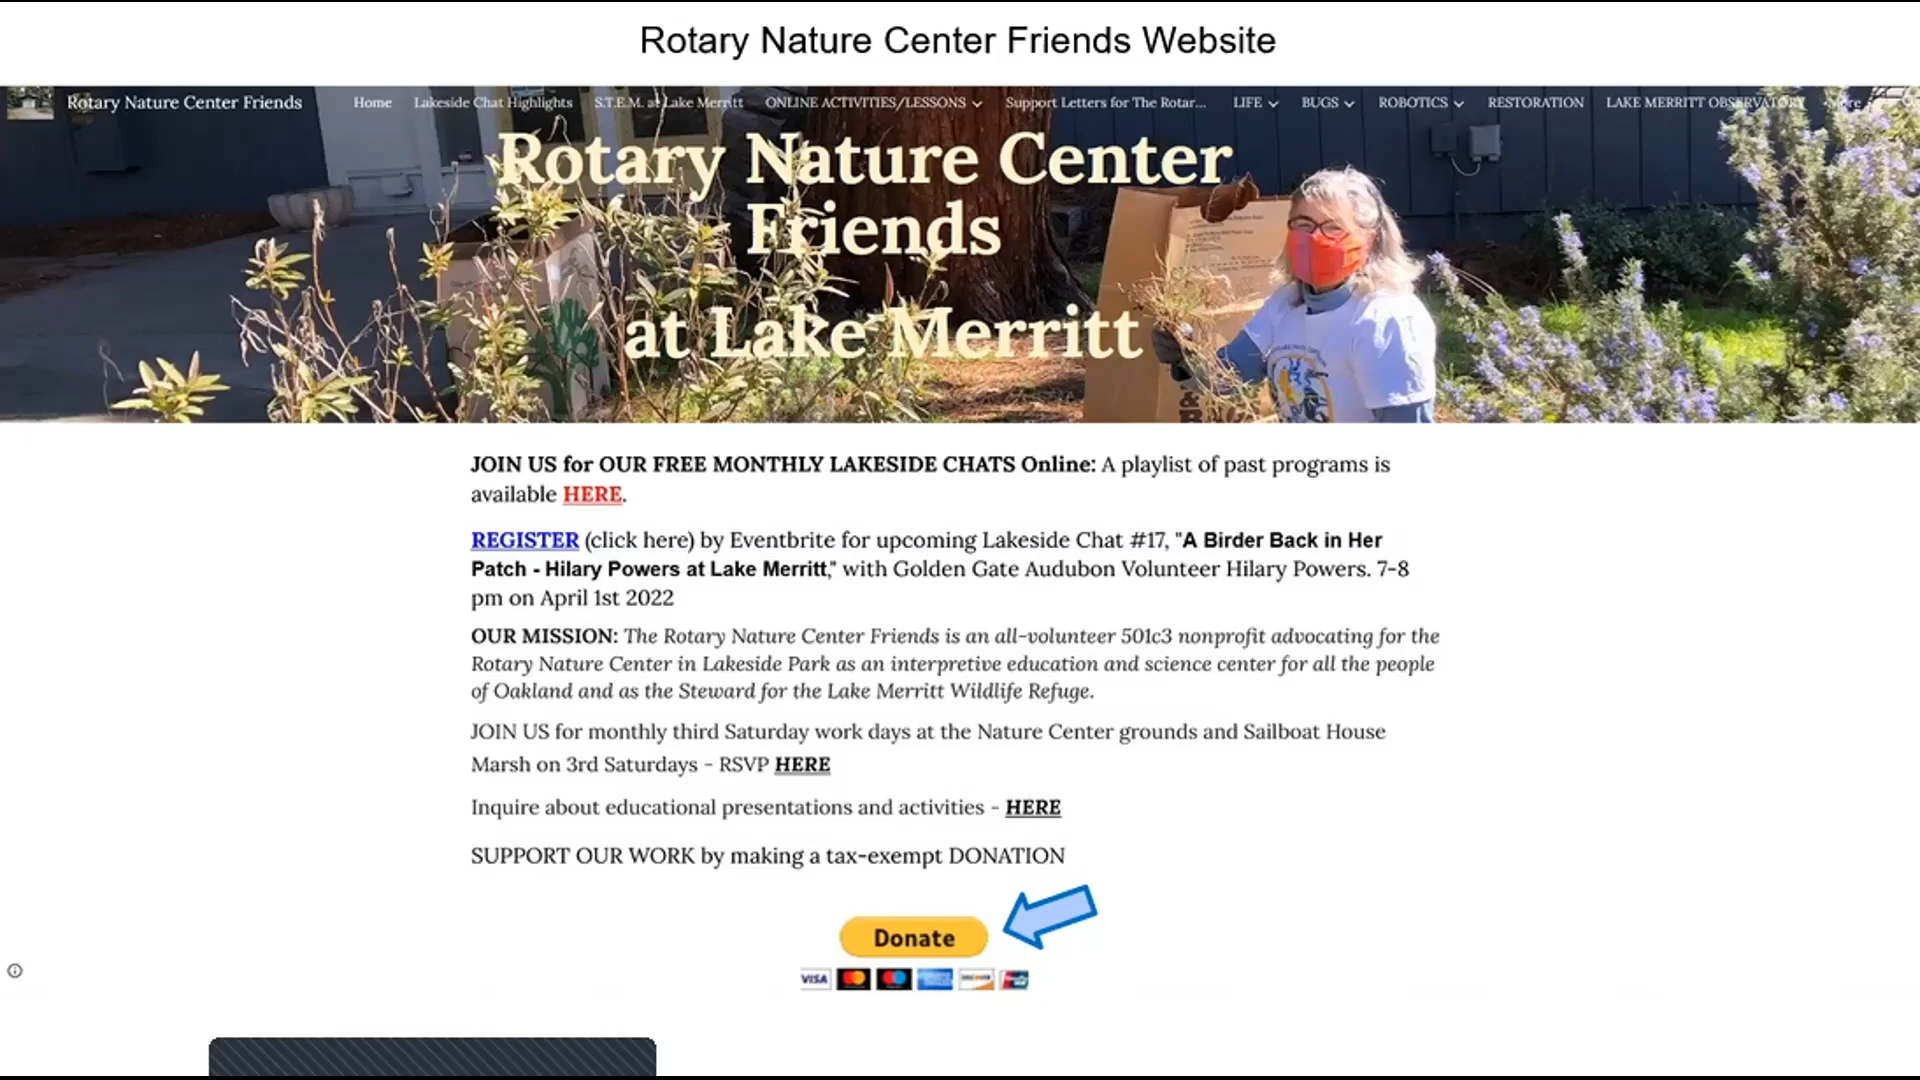 Rotary Nature Center Friends Website
Rotary Nature Center Friends Home Lakeside Chat Highlights S.T.E.M. at Lake Merritt ONLINE ACTIVITIES/LESSONS Support Letters for The Rotar... LIFE BUGS ROBOTICS RESTORATION LAKE MERRITT OBSERVATORY More
Rotary Nature Center
Friends
at Lake Merritt
JOIN US for OUR FREE MONTHLY LAKESIDE CHATS Online: A playlist of past programs is
available HERE.
REGISTER (click here) by Eventbrite for upcoming Lakeside Chat #17, "A Birder Back in Her
Patch - Hilary Powers at Lake Merritt," with Golden Gate Audubon Volunteer Hilary Powers. 7-8
pm on April 1st 2022
OUR MISSION: The Rotary Nature Center Friends is an all-volunteer 501c3 nonprofit advocating for the
Rotary Nature Center in Lakeside Park as an interpretive education and science center for all the people
of Oakland and as the Steward for the Lake Merritt Wildlife Refuge.
JOIN US for monthly third Saturday work days at the Nature Center grounds and Sailboat House
Marsh on 3rd Saturdays - RSVP HERE
Inquire about educational presentations and activities - HERE
SUPPORT OUR WORK by making a tax-exempt DONATION
Donate
VISA DISCOVER